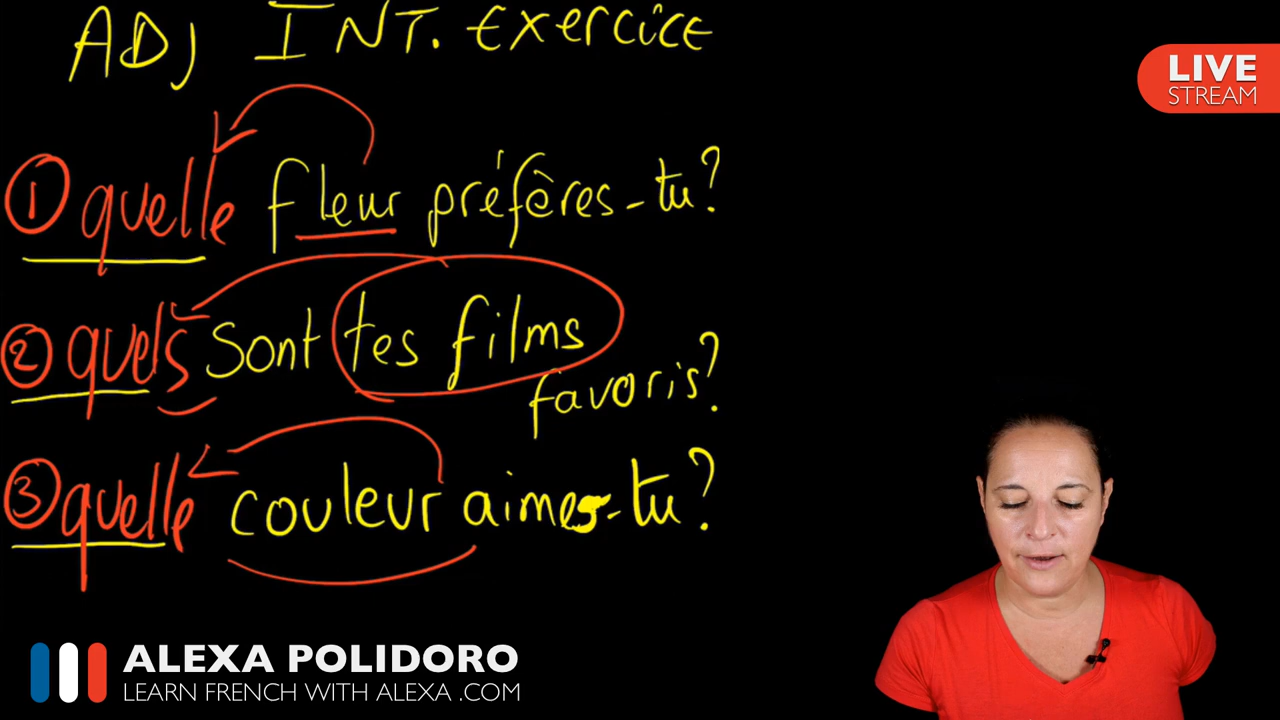 ADJ INT. Exercice
LIVE
STREAM
① quelle fleur préfères-tu?
② quels sont tes films
favoris?
③ quelle couleur aimes-tu?
ALEXA POLIDORO
LEARN FRENCH WITH ALEXA .COM